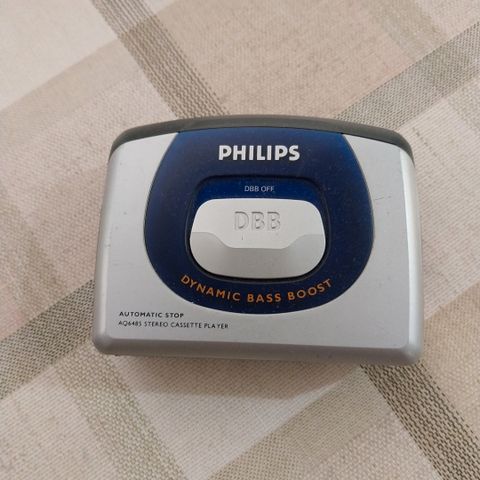 PHILIPS
DBB OFF
DBB
DYNAMIC BASS BOOST
AUTOMATIC STOP
AQ6485 STEREO CASSETTE PLAYER